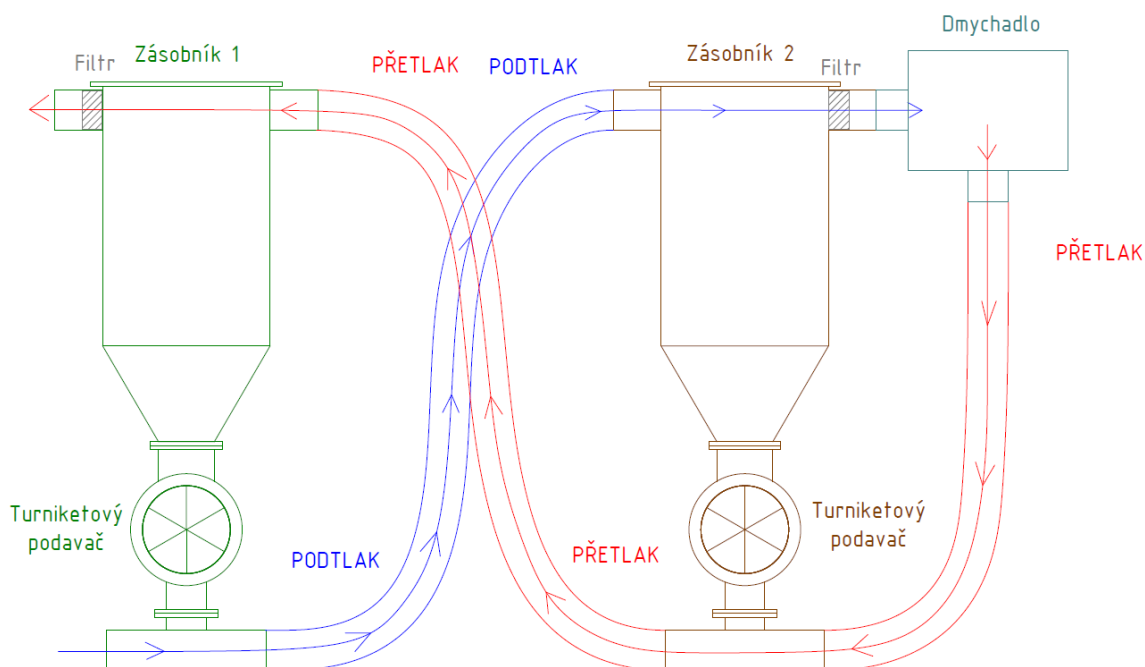 Dmychadlo
Filtr
Zásobník 1
PŘETLAK
PODTLAK
Zásobník 2
Filtr
PŘETLAK
Turniketový
podavač
PODTLAK
PŘETLAK
Turniketový
podavač